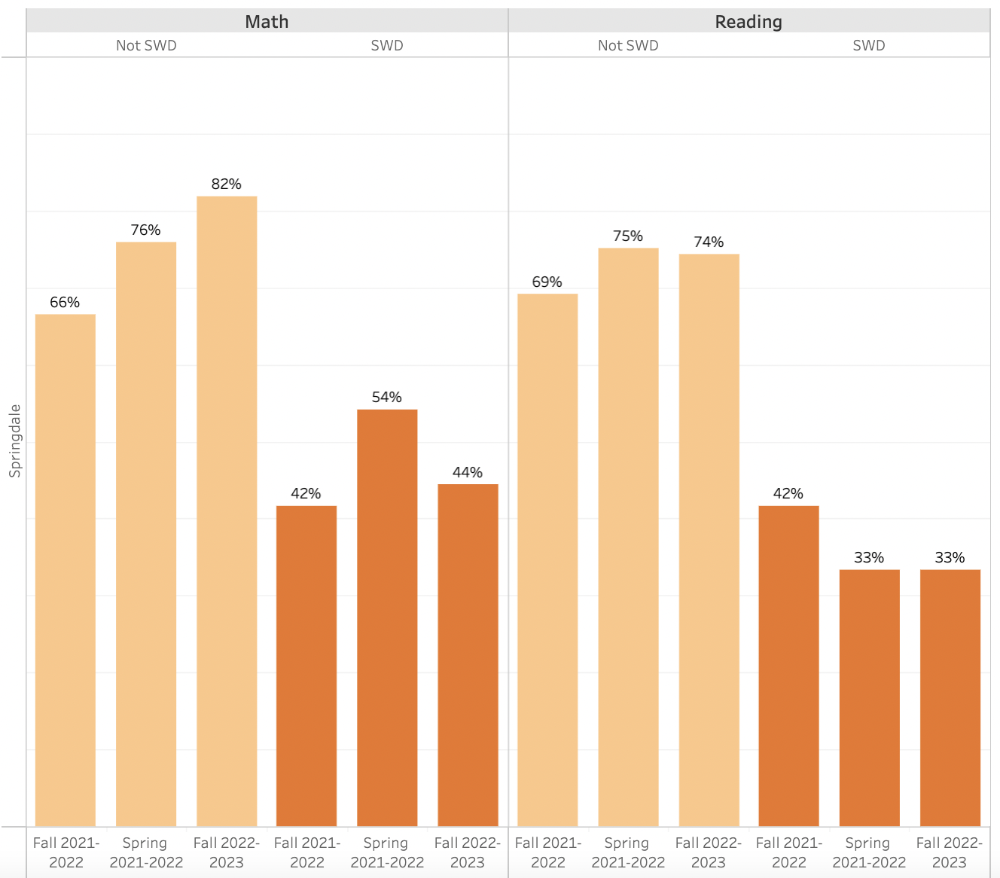 Math
Reading
Not SWD
SWD
Not SWD
SWD
Springdale
66%
76%
82%
42%
54%
44%
69%
75%
74%
42%
33%
33%
Fall 2021-
2022
Spring
2021-2022
Fall 2022-
2023
Fall 2021-
2022
Spring
2021-2022
Fall 2022-
2023
Fall 2021-
2022
Spring
2021-2022
Fall 2022-
2023
Fall 2021-
2022
Spring
2021-2022
Fall 2022-
2023